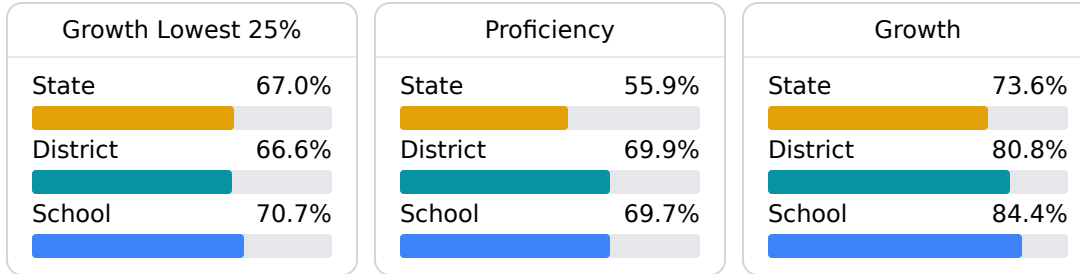 Growth Lowest 25%
State 67.0%
District 66.6%
School 70.7%
Proficiency
State 55.9%
District 69.9%
School 69.7%
Growth
State 73.6%
District 80.8%
School 84.4%